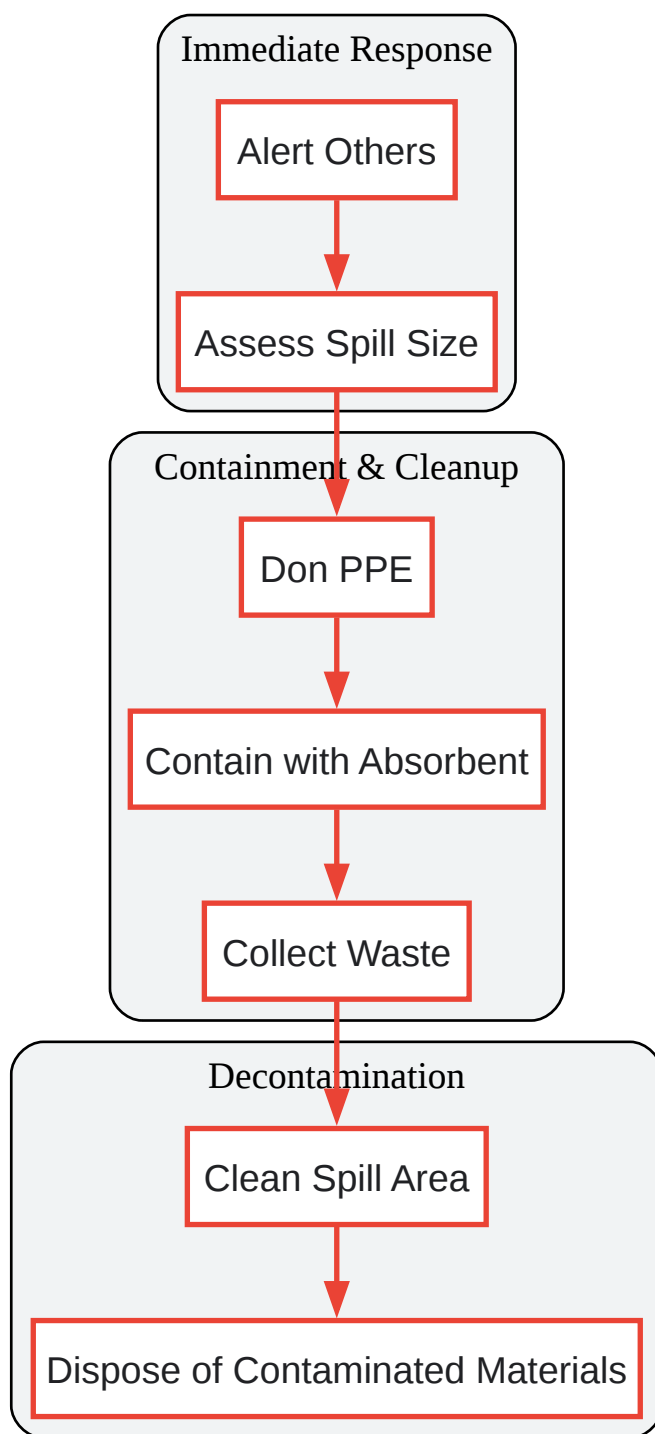 Immediate Response
Alert Others
Assess Spill Size
Containment & Cleanup
Don PPE
Contain with Absorbent
Collect Waste
Decontamination
Clean Spill Area
Dispose of Contaminated Materials